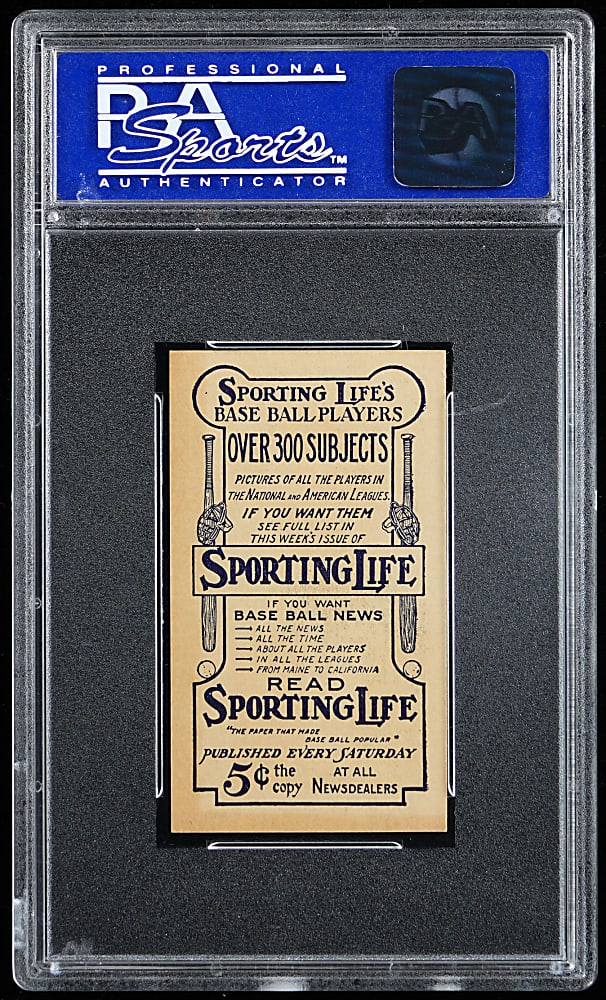 PROFESSIONAL
PSA
Sports™
AUTHENTICATOR
SPORTING LIFE'S
BASE BALL PLAYERS
OVER 300 SUBJECTS
PICTURES OF ALL THE PLAYERS IN
THE NATIONAL AND AMERICAN LEAGUES.
IF YOU WANT THEM
SEE FULL LIST IN
THIS WEEK'S ISSUE OF
SPORTING LIFE
IF YOU WANT
BASE BALL NEWS
ALL THE NEWS
ALL THE TIME
ABOUT ALL THE PLAYERS
IN ALL THE LEAGUES
FROM MAINE TO CALIFORNIA
READ
SPORTING LIFE
"THE PAPER THAT MADE
BASE BALL POPULAR"
PUBLISHED EVERY SATURDAY
5¢ the copy AT ALL NEWSDEALERS